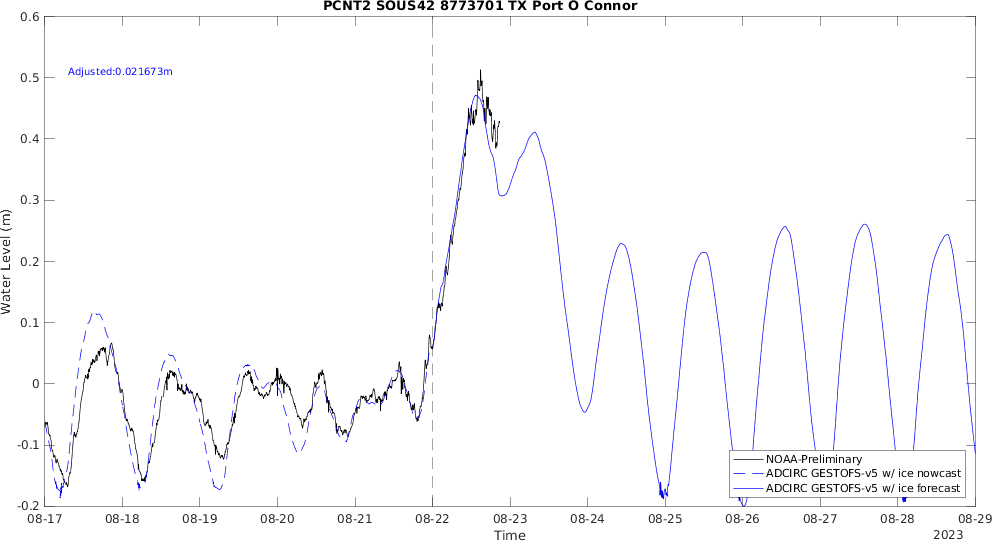 PCNT2 SOUS42 8773701 TX Port O Connor
0.6
0.5
Adjusted:0.021673m
0.4
0.3
0.2
Water Level (m)
0.1
0
-0.1
-0.2
NOAA-Preliminary
ADCIRC GESTOFS-v5 w/ ice nowcast
ADCIRC GESTOFS-v5 w/ ice forecast
08-17 08-18 08-19 08-20 08-21 08-22 08-23 08-24 08-25 08-26 08-27 08-28 08-29
Time
2023